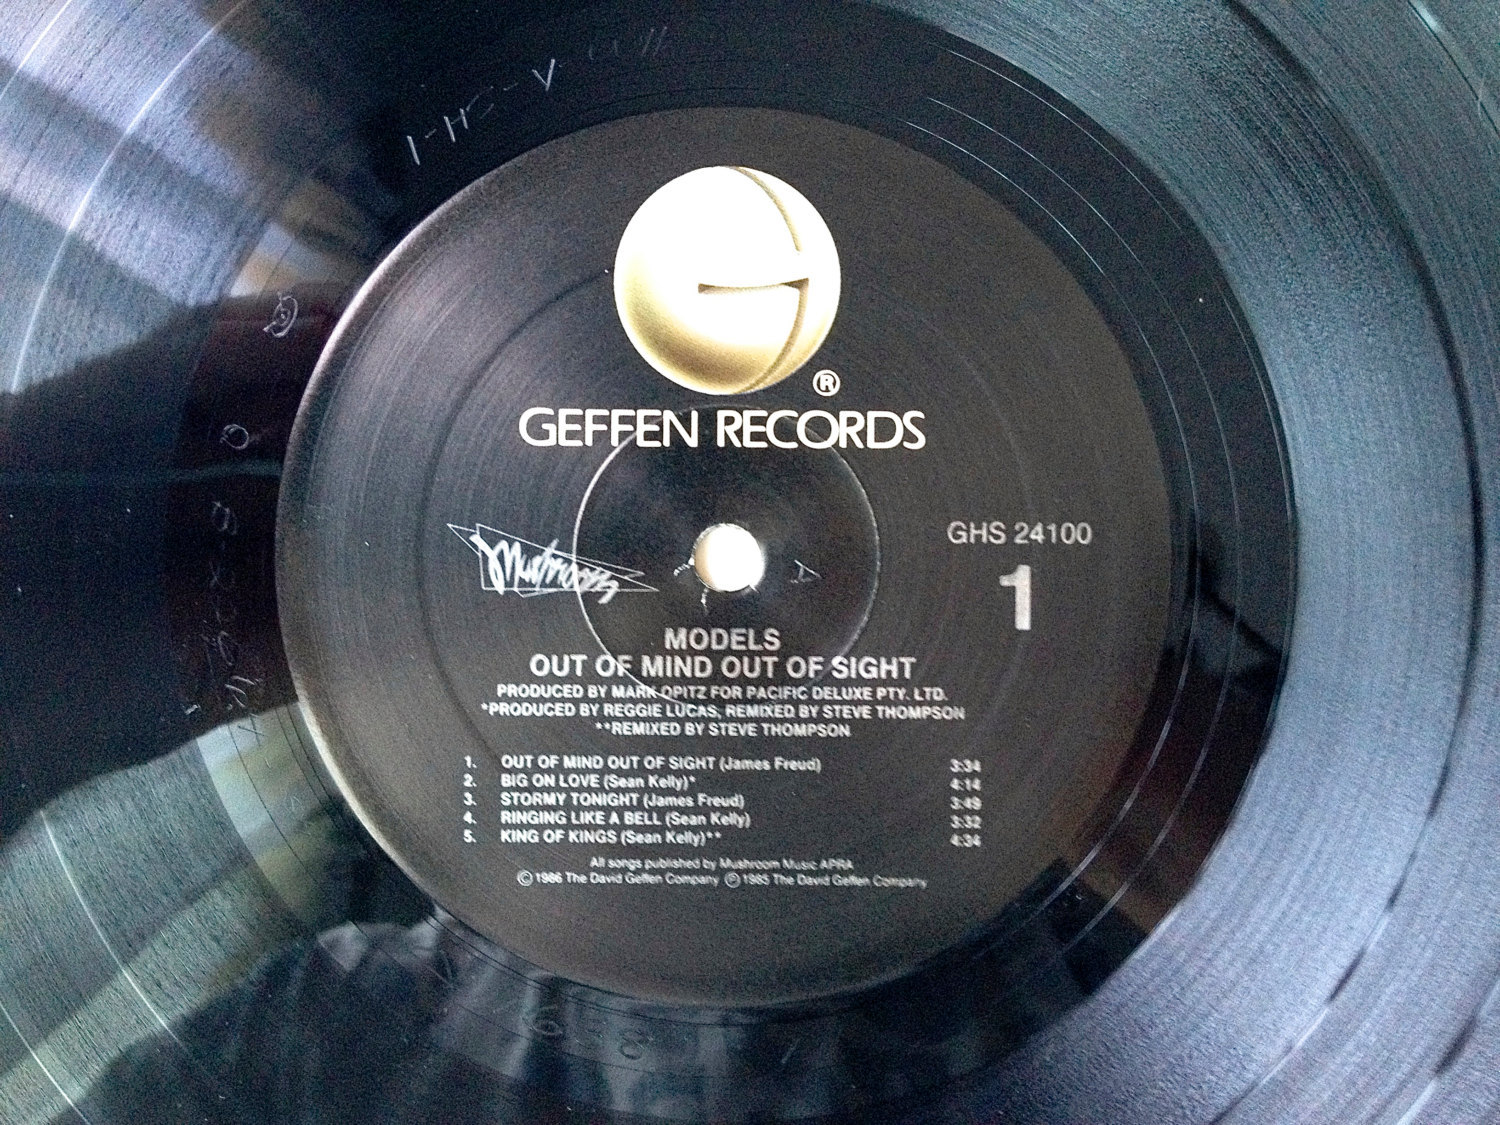 ®
GEFFEN RECORDS
GHS 24100
1
Mushroom
MODELS
OUT OF MIND OUT OF SIGHT
PRODUCED BY MARK OPITZ FOR PACIFIC DELUXE PTY. LTD.
*PRODUCED BY REGGIE LUCAS, REMIXED BY STEVE THOMPSON
**REMIXED BY STEVE THOMPSON
1. OUT OF MIND OUT OF SIGHT (James Freud) 3:34
2. BIG ON LOVE (Sean Kelly)* 4:14
3. STORMY TONIGHT (James Freud) 3:49
4. RINGING LIKE A BELL (Sean Kelly) 3:32
5. KING OF KINGS (Sean Kelly)** 4:34
All songs published by Mushroom Music APRA
© 1986 The David Geffen Company ℗ 1985 The David Geffen Company